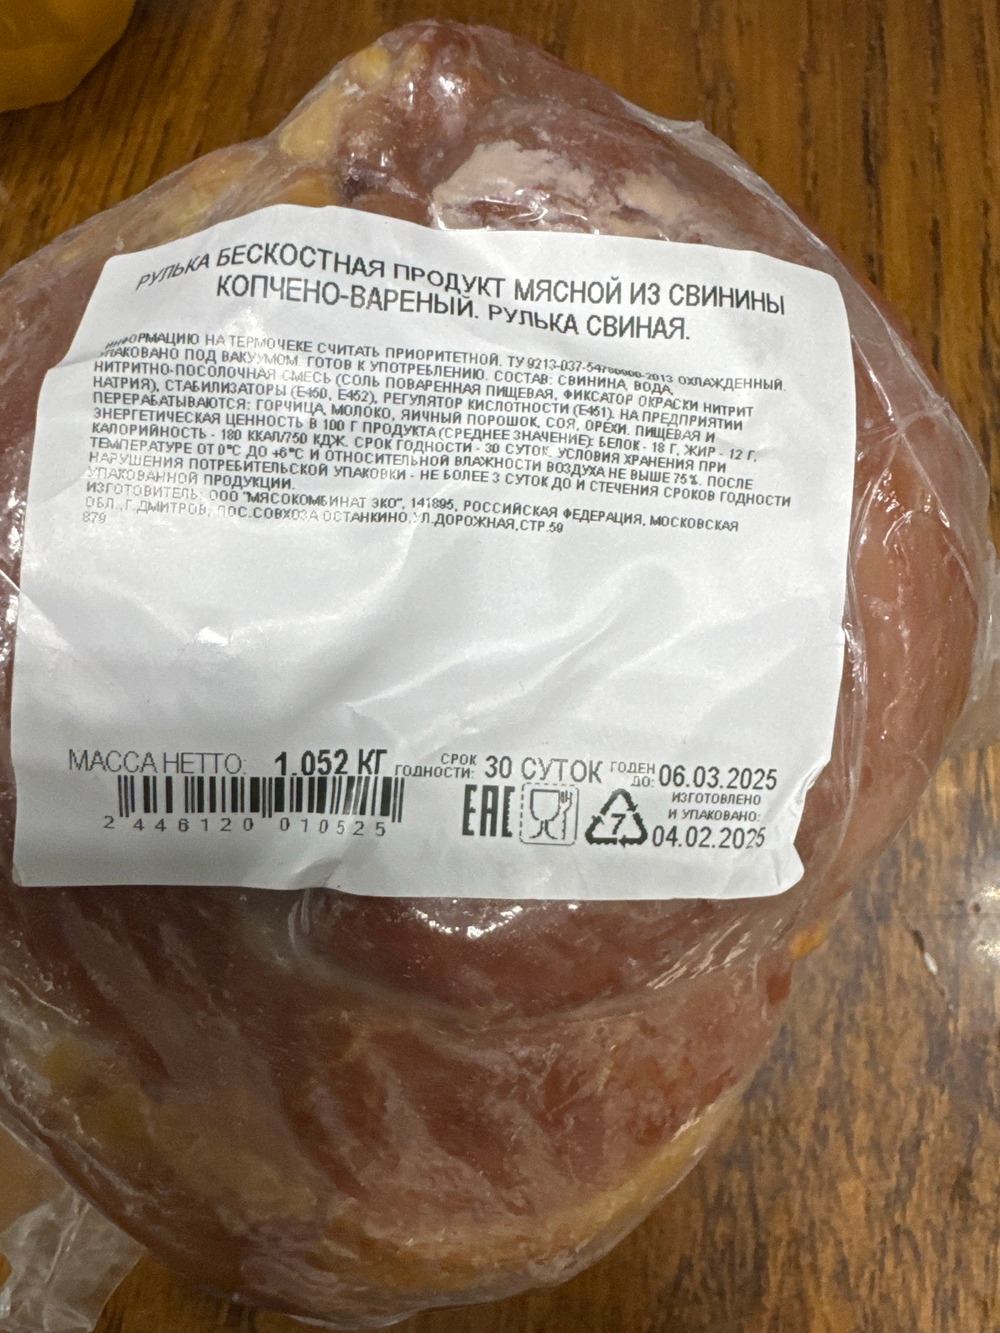 РУЛЬКА БЕСКОСТНАЯ ПРОДУКТ МЯСНОЙ ИЗ СВИНИНЫ
КОПЧЕНО-ВАРЕНЫЙ. РУЛЬКА СВИНАЯ.
ИНФОРМАЦИЮ НА ТЕРМОЧЕКЕ СЧИТАТЬ ПРИОРИТЕТНОЙ. ТУ 9213-037- -2013 ОХЛАЖДЕННЫЙ.
УПАКОВАНО ПОД ВАКУУМОМ. ГОТОВ К УПОТРЕБЛЕНИЮ. СОСТАВ: СВИНИНА, ВОДА,
НИТРИТНО-ПОСОЛОЧНАЯ СМЕСЬ (СОЛЬ ПОВАРЕННАЯ ПИЩЕВАЯ, ФИКСАТОР ОКРАСКИ НИТРИТ
НАТРИЯ), СТАБИЛИЗАТОРЫ (Е450, Е452), РЕГУЛЯТОР КИСЛОТНОСТИ (Е451). НА ПРЕДПРИЯТИИ
ПЕРЕРАБАТЫВАЮТСЯ: ГОРЧИЦА, МОЛОКО, ЯИЧНЫЙ ПОРОШОК, СОЯ, ОРЕХИ. ПИЩЕВАЯ И
ЭНЕРГЕТИЧЕСКАЯ ЦЕННОСТЬ В 100 Г ПРОДУКТА (СРЕДНЕЕ ЗНАЧЕНИЕ): БЕЛОК - 18 Г, ЖИР - 12 Г.
КАЛОРИЙНОСТЬ - 180 ККАЛ/750 КДЖ. СРОК ГОДНОСТИ - 30 СУТОК. УСЛОВИЯ ХРАНЕНИЯ ПРИ
ТЕМПЕРАТУРЕ ОТ 0°С ДО +6°С И ОТНОСИТЕЛЬНОЙ ВЛАЖНОСТИ ВОЗДУХА НЕ ВЫШЕ 75%. ПОСЛЕ
НАРУШЕНИЯ ПОТРЕБИТЕЛЬСКОЙ УПАКОВКИ - НЕ БОЛЕЕ 3 СУТОК ДО И СТЕЧЕНИЯ СРОКОВ ГОДНОСТИ
УПАКОВАННОЙ ПРОДУКЦИИ.
ИЗГОТОВИТЕЛЬ: ООО "МЯСОКОМБИНАТ ЭКО", 141895, РОССИЙСКАЯ ФЕДЕРАЦИЯ, МОСКОВСКАЯ
ОБЛ., Г.ДМИТРОВ, ПОС.СОВХОЗА ОСТАНКИНО, УЛ.ДОРОЖНАЯ,СТР.59
879
МАССА НЕТТО: 1.052 КГ
СРОК ГОДНОСТИ: 30 СУТОК
ГОДЕН ДО: 06.03.2025
ИЗГОТОВЛЕНО
И УПАКОВАНО:
04.02.2025
2 446120 010525
ЕАС
7